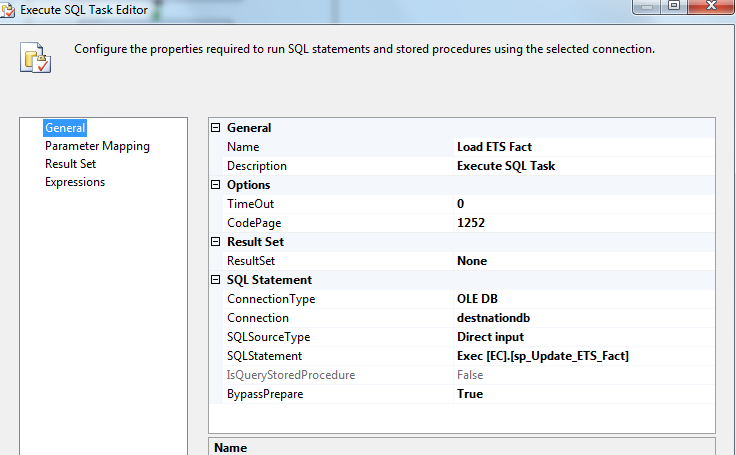 Execute SQL Task Editor
Configure the properties required to run SQL statements and stored procedures using the selected connection.
General
Parameter Mapping
Result Set
Expressions
General
Name Load ETS Fact
Description Execute SQL Task
Options
TimeOut 0
CodePage 1252
Result Set
ResultSet None
SQL Statement
ConnectionType OLE DB
Connection destnationdb
SQLSourceType Direct input
SQLStatement Exec [EC].[sp_Update_ETS_Fact]
IsQueryStoredProcedure False
BypassPrepare True
Name